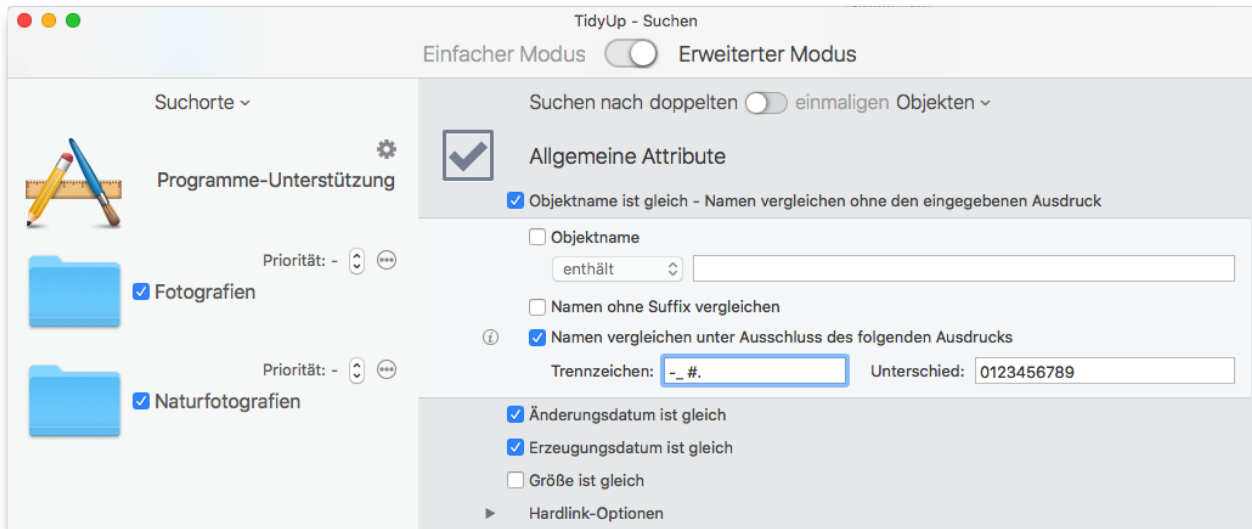 TidyUp - Suchen
Einfacher Modus Erweiterter Modus
Suchorte
Programme-Unterstützung
Priorität: -
Fotografien
Priorität: -
Naturfotografien
Suchen nach doppelten einmaligen Objekten
Allgemeine Attribute
Objektname ist gleich - Namen vergleichen ohne den eingegebenen Ausdruck
Objektname
enthält
Namen ohne Suffix vergleichen
Namen vergleichen unter Ausschluss des folgenden Ausdrucks
Trennzeichen: -_ #. Unterschied: 0123456789
Änderungsdatum ist gleich
Erzeugungsdatum ist gleich
Größe ist gleich
Hardlink-Optionen